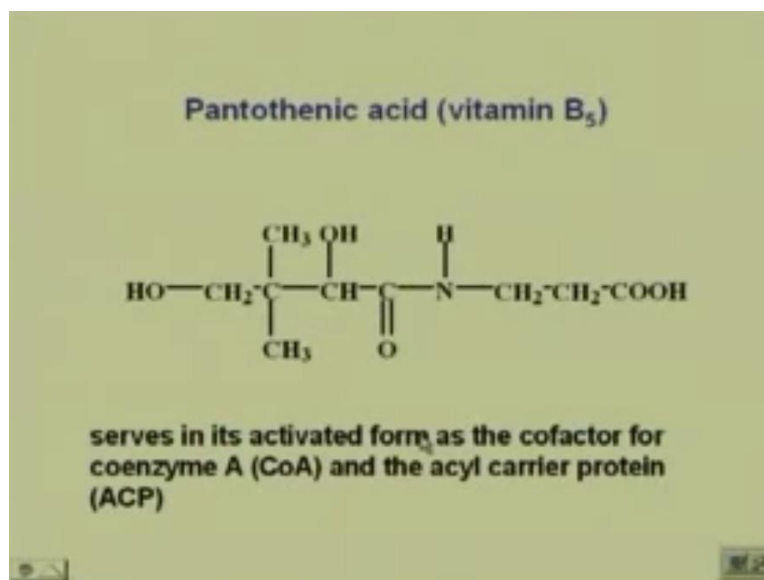 Pantothenic acid (vitamin B₅)
CH₃ OH H
HO—CH₂-C—CH-C—N—CH₂-CH₂-COOH
CH₃ O
serves in its activated form as the cofactor for
coenzyme A (CoA) and the acyl carrier protein
(ACP)